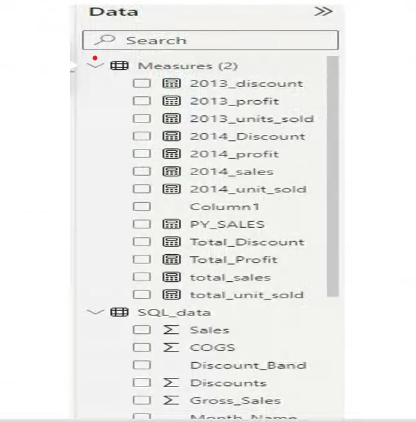 Data
Search
Measures (2)
2013_discount
2013_profit
2013_units_sold
2014_Discount
2014_profit
2014_sales
2014_unit_sold
Column1
PY_SALES
Total_Discount
Total_Profit
total_sales
total_unit_sold
SQL_data
Sales
COGS
Discount_Band
Discounts
Gross_Sales
Month_Name